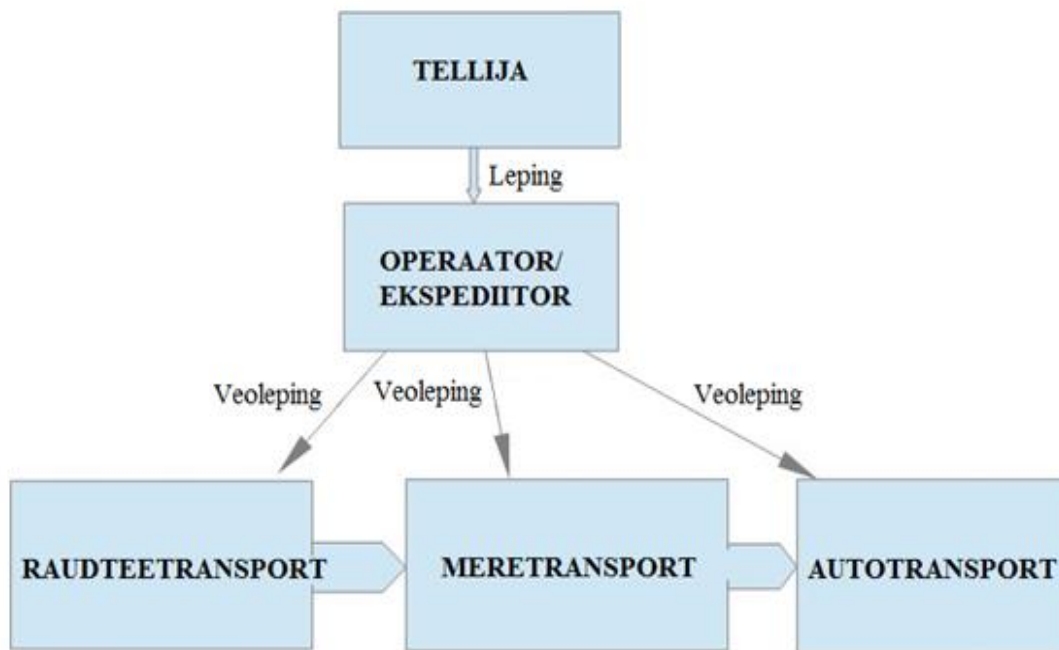 TELLIJA
Leping
OPERAATOR/
EKSPEDIITOR
Veoleping
Veoleping
Veoleping
RAUDTEETRANSPORT
MERETRANSPORT
AUTOTRANSPORT